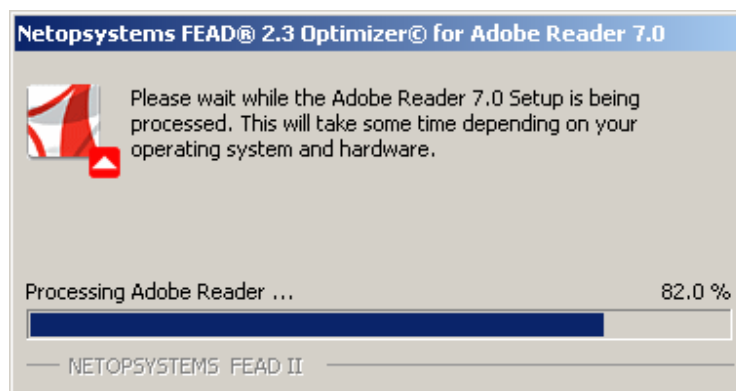 Netopsystems FEAD® 2.3 Optimizer© for Adobe Reader 7.0
Please wait while the Adobe Reader 7.0 Setup is being
processed. This will take some time depending on your
operating system and hardware.
Processing Adobe Reader ... 82.0 %
NETOPSYSTEMS FEAD II